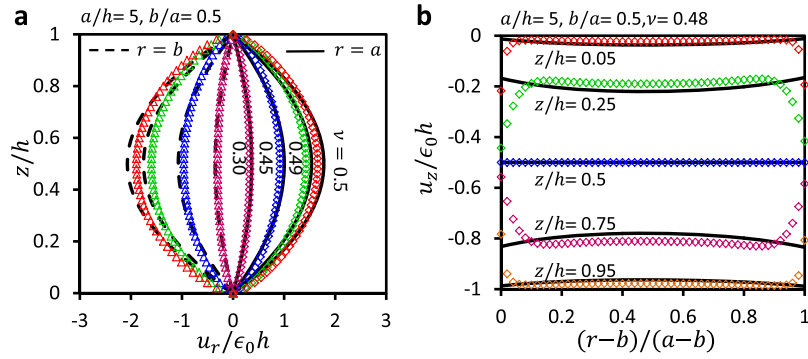 a
a/h= 5, b/a= 0.5
r = b
r = a
1
0.8
0.6
0.4
0.2
0
z/h
0.30
0.45
0.49
ν = 0.5
-3
-2
-1
0
1
2
3
u_r/ϵ_0h
b
a/h= 5, b/a= 0.5,ν= 0.48
0
-0.2
-0.4
-0.6
-0.8
-1
u_z/ϵ_0h
z/h= 0.05
z/h= 0.25
z/h= 0.5
z/h= 0.75
z/h= 0.95
0
0.2
0.4
0.6
0.8
1
(r−b)/(a−b)